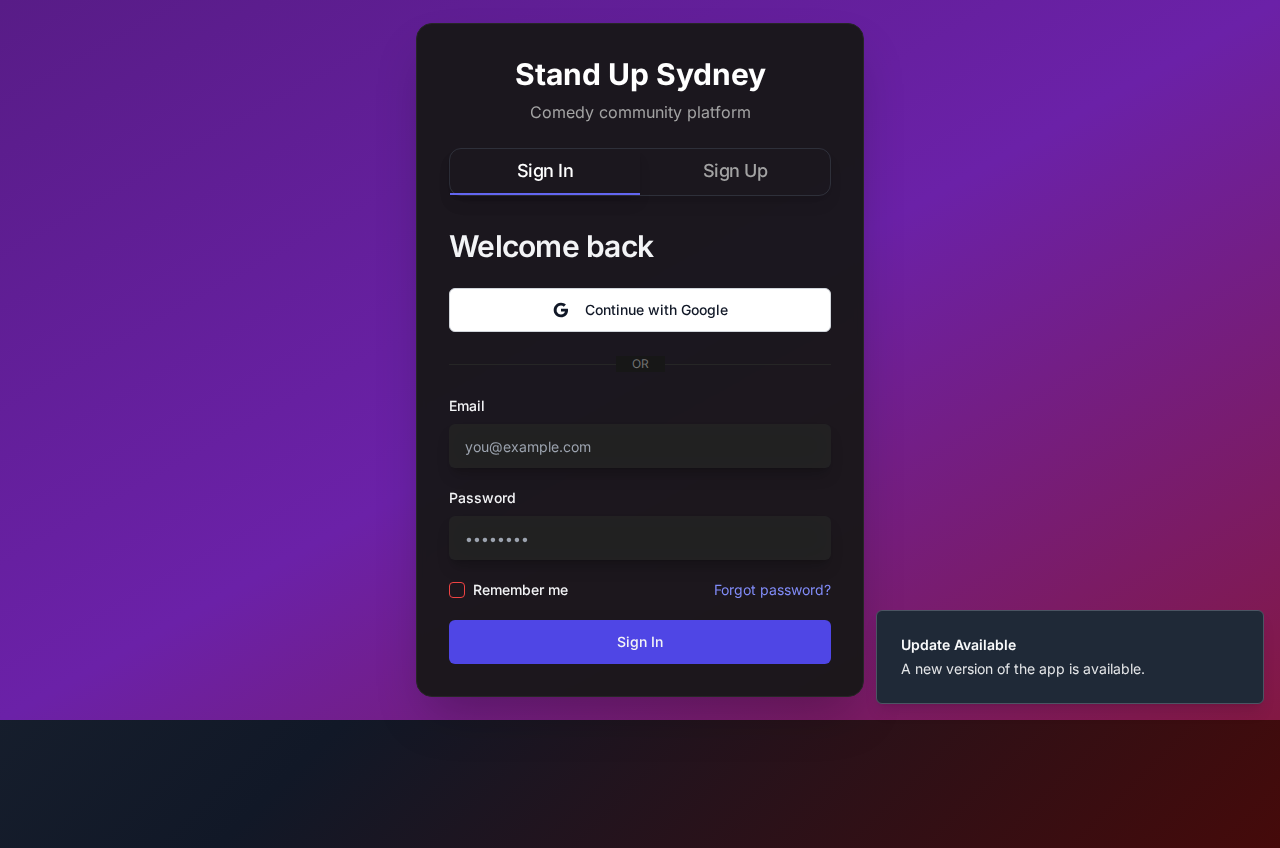 Stand Up Sydney
Comedy community platform
Sign In
Sign Up
Welcome back
Continue with Google
OR
Email
you@example.com
Password
••••••••
Remember me
Forgot password?
Sign In
Update Available
A new version of the app is available.